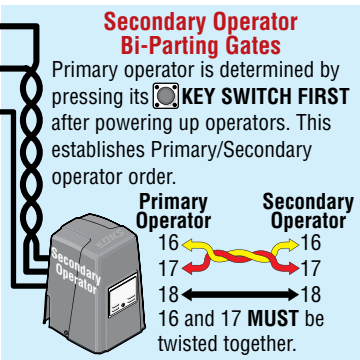 Secondary Operator
Bi-Parting Gates
Primary operator is determined by
pressing its KEY SWITCH FIRST
after powering up operators. This
establishes Primary/Secondary
operator order.
Primary Operator
Secondary Operator
16 16
17 17
18 18
16 and 17 MUST be
twisted together.
DKS
Secondary
Operator